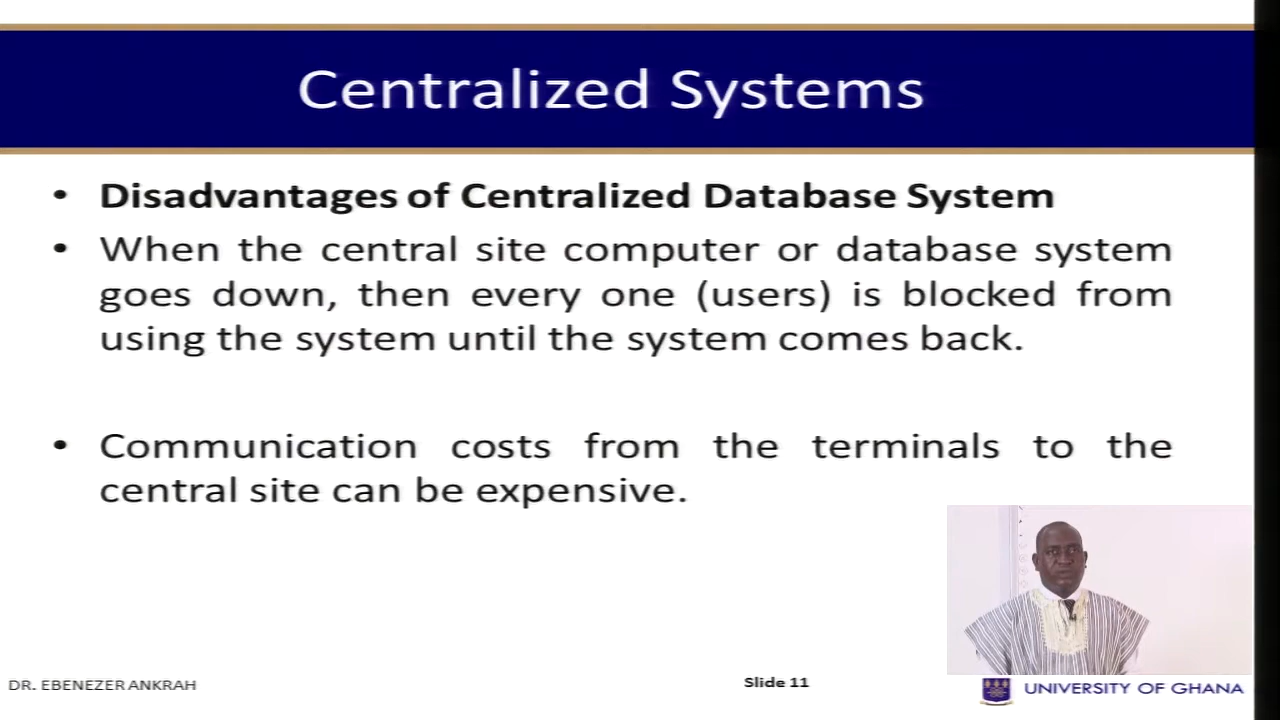 Centralized Systems
• Disadvantages of Centralized Database System
• When the central site computer or database system
goes down, then every one (users) is blocked from
using the system until the system comes back.
• Communication costs from the terminals to the
central site can be expensive.
DR. EBENEZER ANKRAH
Slide 11
UNIVERSITY OF GHANA